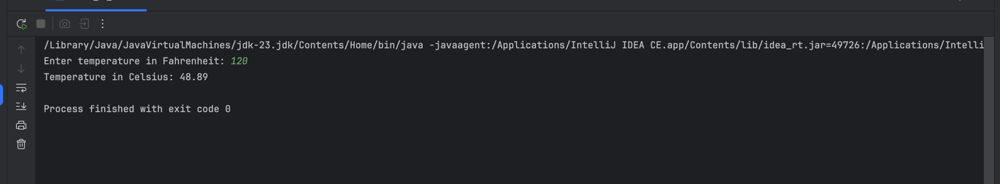 /Library/Java/JavaVirtualMachines/jdk-23.jdk/Contents/Home/bin/java -javaagent:/Applications/IntelliJ IDEA CE.app/Contents/lib/idea_rt.jar=49726:/Applications/Intelli
Enter temperature in Fahrenheit: 120
Temperature in Celsius: 48.89
Process finished with exit code 0